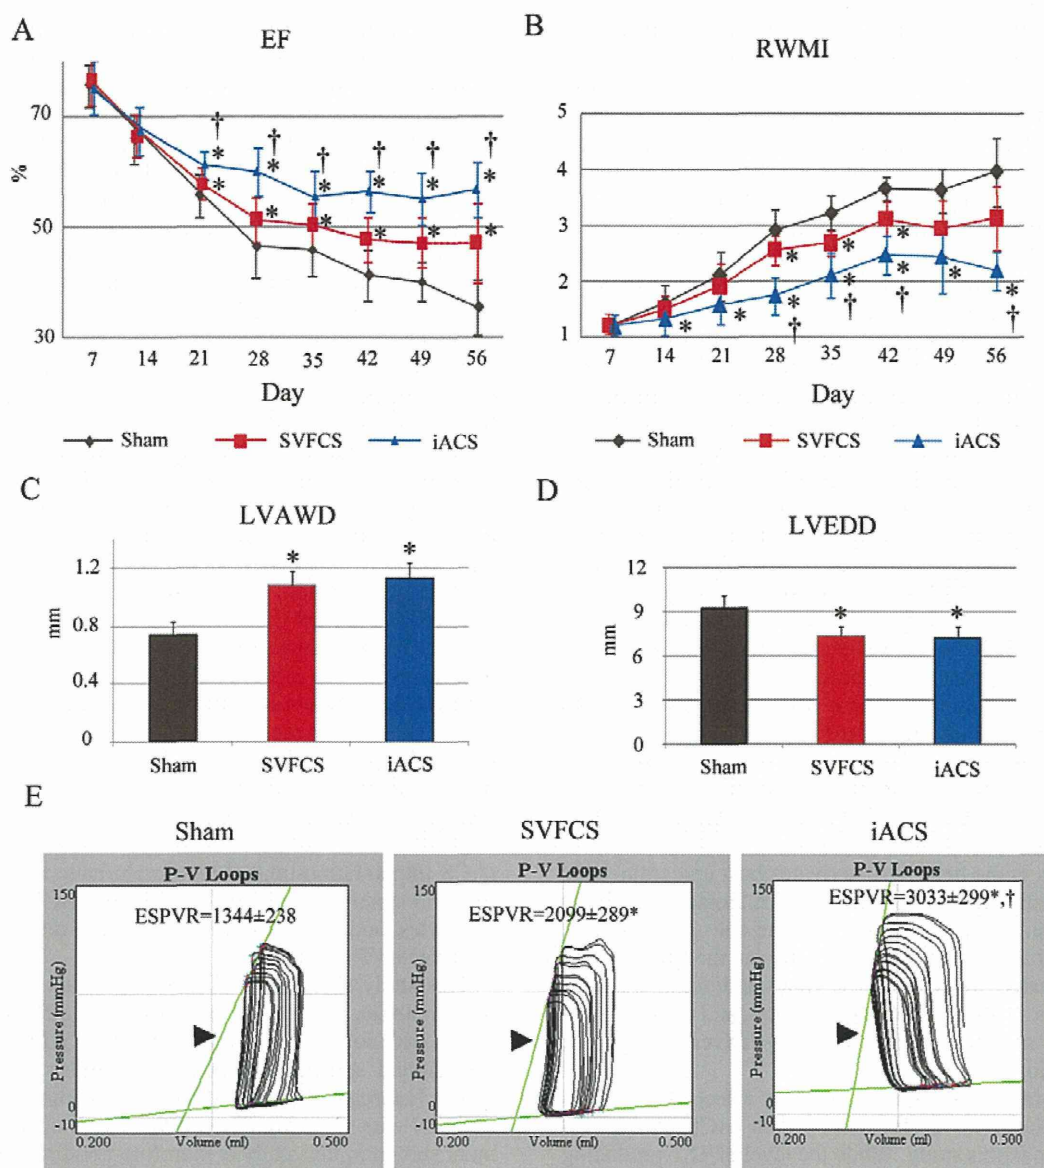 A
EF
%
70
50
30
7 14 21 28 35 42 49 56
† † † † † †
* * * * * *
* * * * * *
Day
Sham SVFCS iACS
B
RWMI
5
4
3
2
1
7 14 21 28 35 42 49 56
* * *
* * * * * * *
† † † †
Day
Sham SVFCS iACS
C
LVAWD
mm
1.2
0.8
0.4
0
* *
Sham SVFCS iACS
D
LVEDD
mm
12
9
6
3
0
* *
Sham SVFCS iACS
E
Sham
P-V Loops
150
ESPVR=1344±238
Pressure (mmHg)
0
-10
0.200 Volume (ml) 0.500
SVFCS
P-V Loops
150
ESPVR=2099±289*
Pressure (mmHg)
0
-10
0.200 Volume (ml) 0.500
iACS
P-V Loops
150
ESPVR=3033±299*,†
Pressure (mmHg)
0
-10
0.200 Volume (ml) 0.500